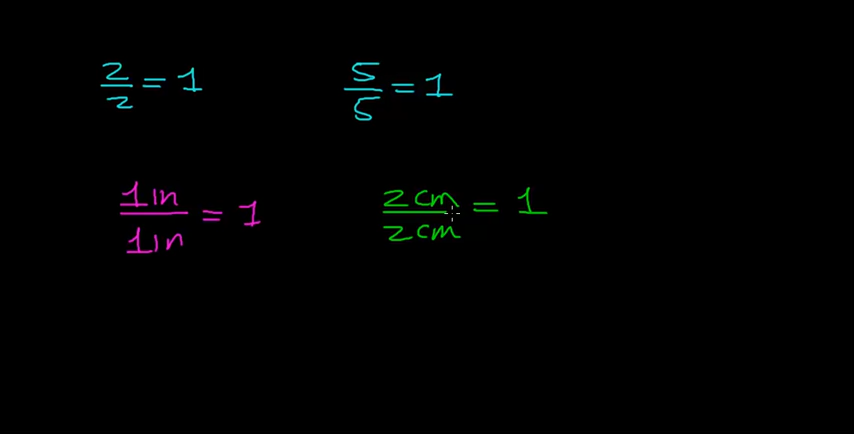 2/2 = 1    5/5 = 1
1in/1in = 1    2cm/2cm = 1